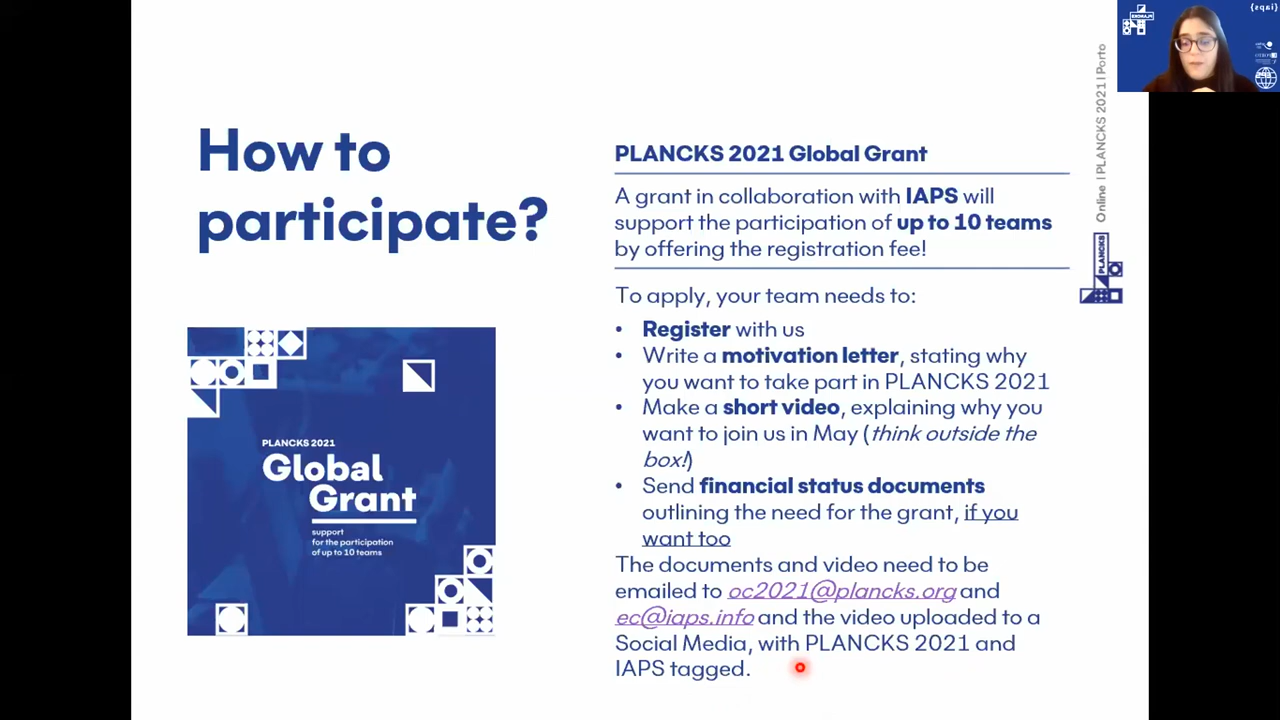 How to
participate?
PLANCKS 2021
Global
Grant
support
for the participation
of up to 10 teams
PLANCKS 2021 Global Grant
A grant in collaboration with IAPS will
support the participation of up to 10 teams
by offering the registration fee!
To apply, your team needs to:
• Register with us
• Write a motivation letter, stating why
you want to take part in PLANCKS 2021
• Make a short video, explaining why you
want to join us in May (think outside the
box!)
• Send financial status documents
outlining the need for the grant, if you
want too
The documents and video need to be
emailed to oc2021@plancks.org and
ec@iaps.info and the video uploaded to a
Social Media, with PLANCKS 2021 and
IAPS tagged.
Online | PLANCKS 2021 | Porto
PLANCKS
PLANCKS
{iaps}